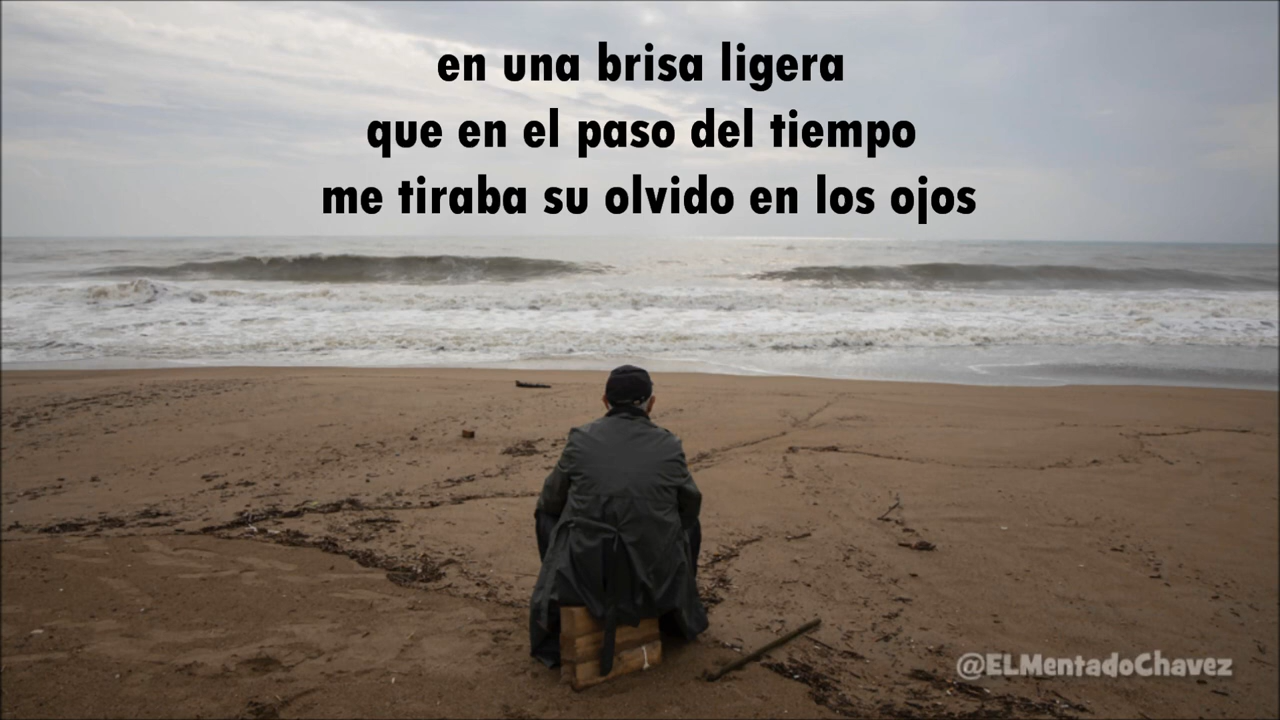 en una brisa ligera
que en el paso del tiempo
me tiraba su olvido en los ojos
@ELMentadoChavez